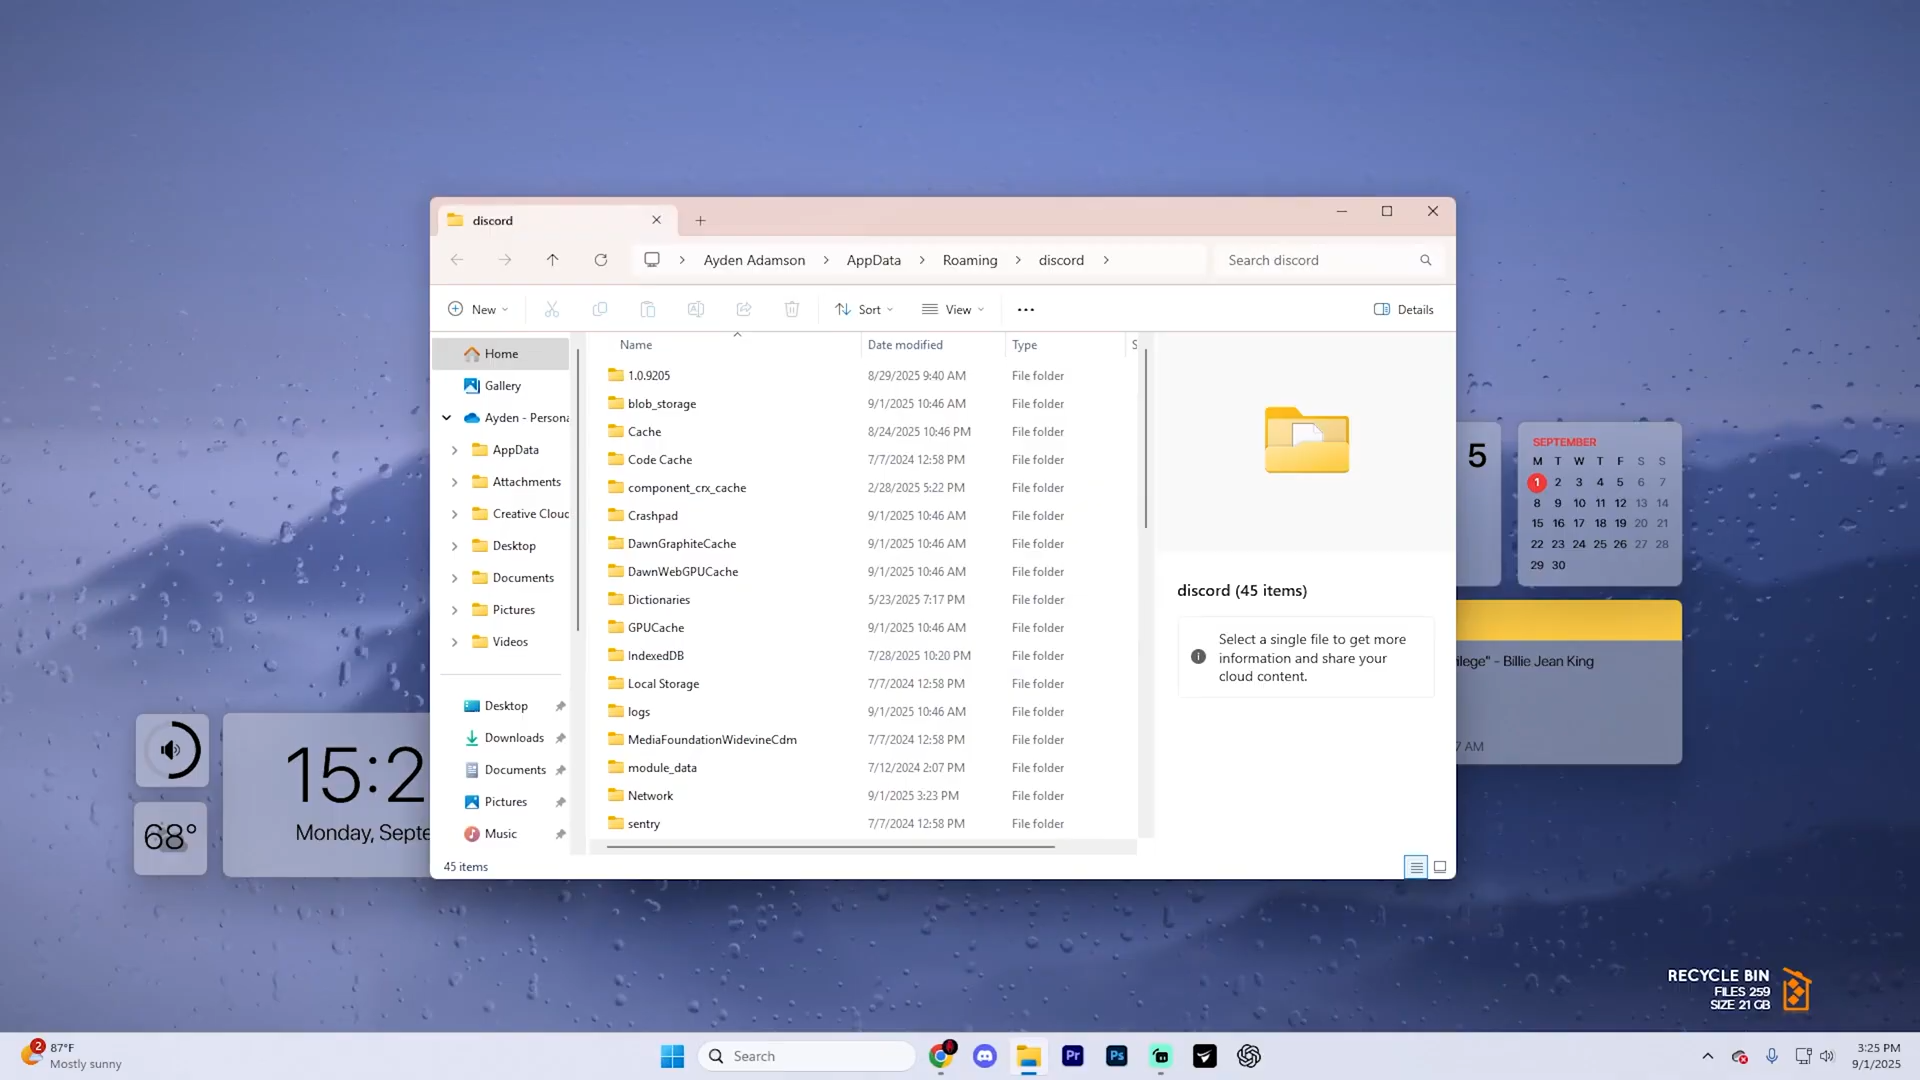 discord
Ayden Adamson
AppData
Roaming
discord
Search discord
New
Sort
View
Details
Name Date modified Type S
1.0.9205 8/29/2025 9:40 AM File folder
blob_storage 9/1/2025 10:46 AM File folder
Cache 8/24/2025 10:46 PM File folder
Code Cache 7/7/2024 12:58 PM File folder
component_crx_cache 2/28/2025 5:22 PM File folder
Crashpad 9/1/2025 10:46 AM File folder
DawnGraphiteCache 9/1/2025 10:46 AM File folder
DawnWebGPUCache 9/1/2025 10:46 AM File folder
Dictionaries 5/23/2025 7:17 PM File folder
GPUCache 9/1/2025 10:46 AM File folder
IndexedDB 7/28/2025 10:20 PM File folder
Local Storage 7/7/2024 12:58 PM File folder
logs 9/1/2025 10:46 AM File folder
MediaFoundationWidevineCdm 7/7/2024 12:58 PM File folder
module_data 7/12/2024 2:07 PM File folder
Network 9/1/2025 3:23 PM File folder
sentry 7/7/2024 12:58 PM File folder
Home
Gallery
Ayden - Persona
AppData
Attachments
Creative Cloud
Desktop
Documents
Pictures
Videos
Desktop
Downloads
Documents
Pictures
Music
45 items
discord (45 items)
Select a single file to get more
information and share your
cloud content.
5
SEPTEMBER
M T W T F S S
1 2 3 4 5 6 7
8 9 10 11 12 13 14
15 16 17 18 19 20 21
22 23 24 25 26 27 28
29 30
ilege" - Billie Jean King
7 AM
15:2
Monday, Septe
68°
RECYCLE BIN
FILES 259
SIZE 21 GB
2
87°F
Mostly sunny
Search
Pr
Ps
3:25 PM
9/1/2025